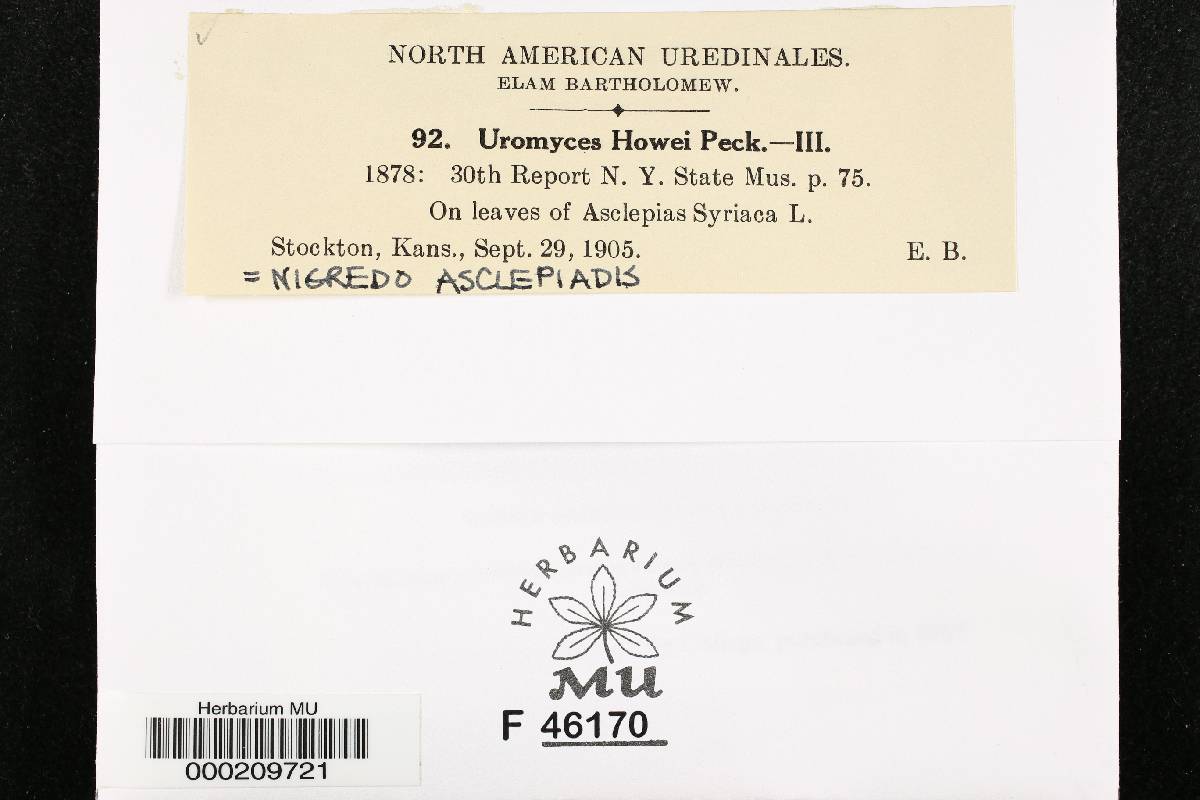 NORTH AMERICAN UREDINALES.
ELAM BARTHOLOMEW.
92. Uromyces Howei Peck.—III.
1878: 30th Report N. Y. State Mus. p. 75.
On leaves of Asclepias Syriaca L.
Stockton, Kans., Sept. 29, 1905. E. B.
= NIGREDO ASCLEPIADIS
HERBARIUM
MU
F 46170
Herbarium MU
000209721